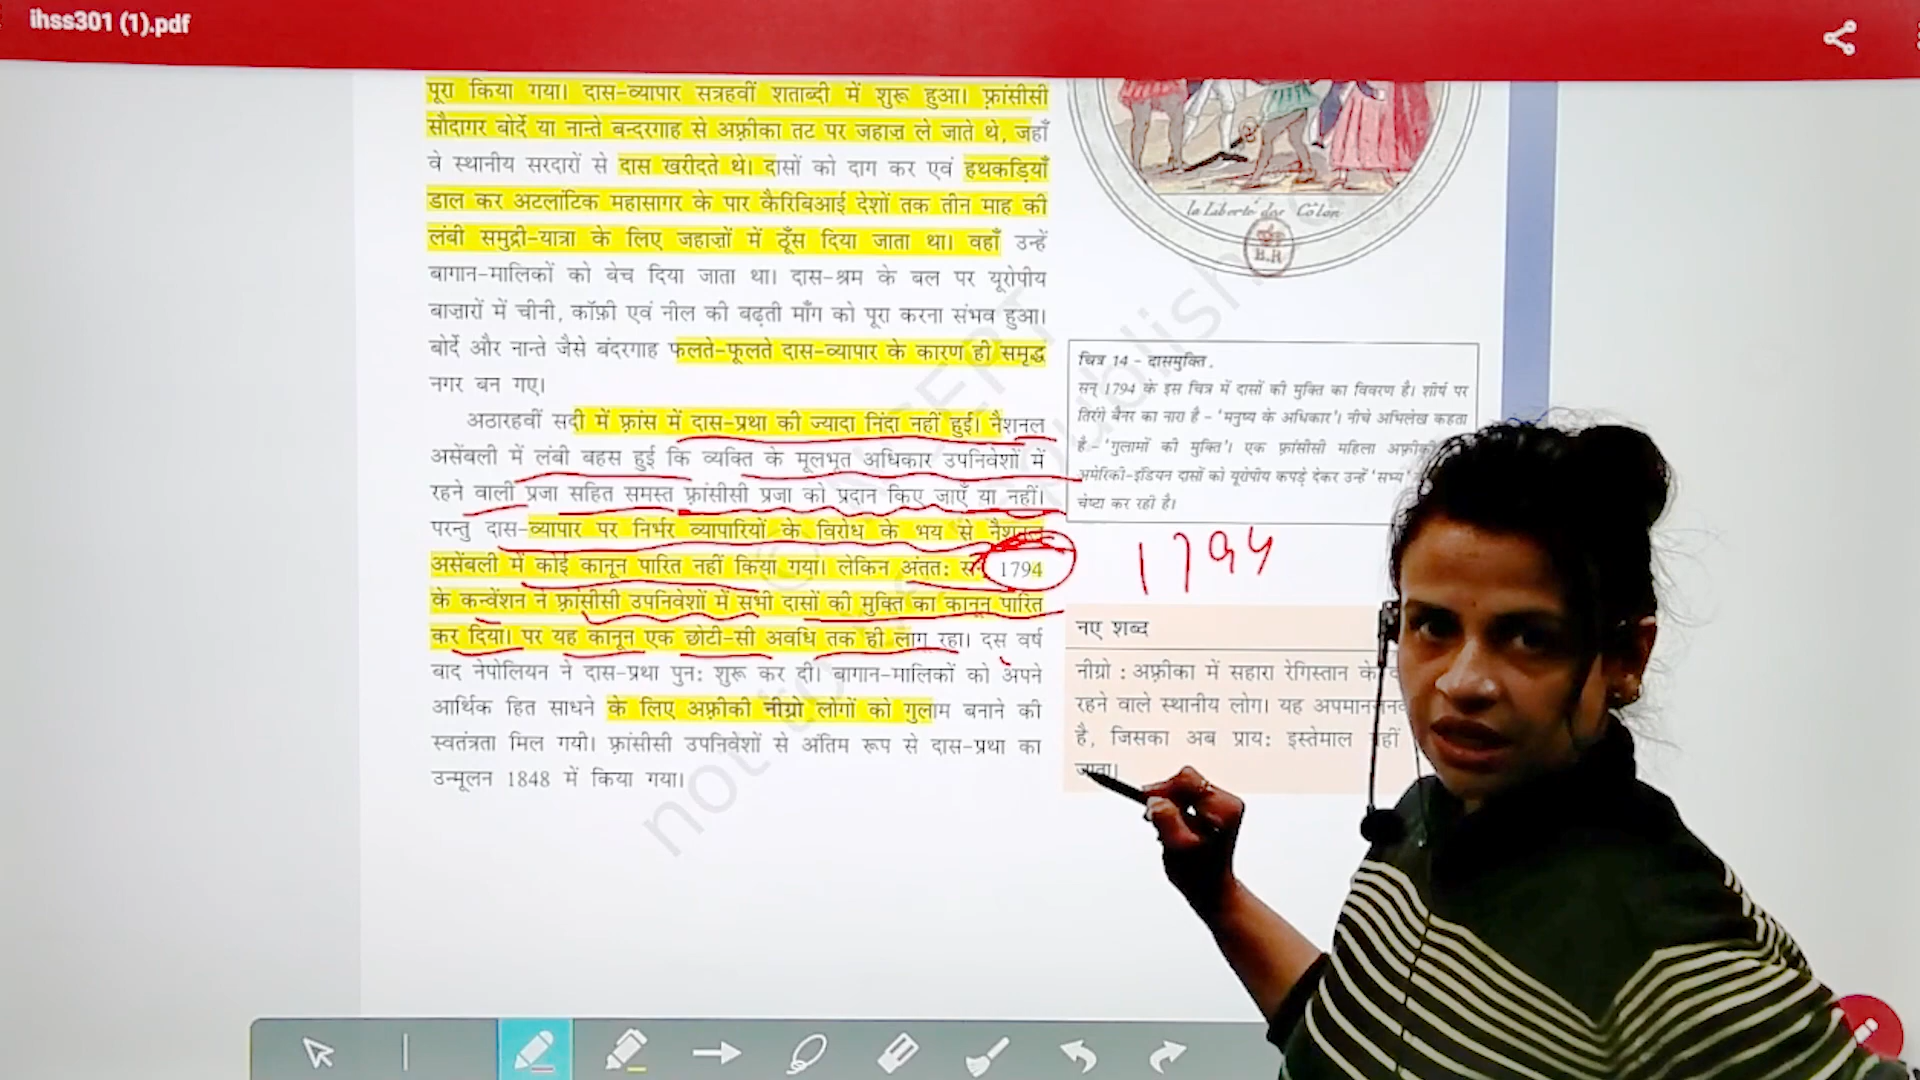 ihss301 (1).pdf
पूरा किया गया। दास-व्यापार सत्रहवीं शताब्दी में शुरू हुआ। फ़्रांसीसी
सौदागर बोर्दे या नान्ते बन्दरगाह से अफ़्रीका तट पर जहाज़ ले जाते थे, जहाँ
वे स्थानीय सरदारों से दास खरीदते थे। दासों को दाग कर एवं हथकड़ियाँ
डाल कर अटलांटिक महासागर के पार कैरिबिआई देशों तक तीन माह की
लंबी समुद्री-यात्रा के लिए जहाज़ों में ठूँस दिया जाता था। वहाँ उन्हें
बागान-मालिकों को बेच दिया जाता था। दास-श्रम के बल पर यूरोपीय
बाज़ारों में चीनी, कॉफ़ी एवं नील की बढ़ती माँग को पूरा करना संभव हुआ।
बोर्दे और नान्ते जैसे बंदरगाह फलते-फूलते दास-व्यापार के कारण ही समृद्ध
नगर बन गए।
अठारहवीं सदी में फ़्रांस में दास-प्रथा की ज्यादा निंदा नहीं हुई। नैशनल
असेंबली में लंबी बहस हुई कि व्यक्ति के मूलभूत अधिकार उपनिवेशों में
रहने वाली प्रजा सहित समस्त फ़्रांसीसी प्रजा को प्रदान किए जाएँ या नहीं।
परन्तु दास-व्यापार पर निर्भर व्यापारियों के विरोध के भय से नैशनल
असेंबली में कोई कानून पारित नहीं किया गया। लेकिन अंतत: सन् 1794
के कन्वेंशन ने फ़्रांसीसी उपनिवेशों में सभी दासों की मुक्ति का कानून पारित
कर दिया। पर यह कानून एक छोटी-सी अवधि तक ही लागू रहा। दस वर्ष
बाद नेपोलियन ने दास-प्रथा पुन: शुरू कर दी। बागान-मालिकों को अपने
आर्थिक हित साधने के लिए अफ़्रीकी नीग्रो लोगों को गुलाम बनाने की
स्वतंत्रता मिल गयी। फ़्रांसीसी उपनिवेशों से अंतिम रूप से दास-प्रथा का
उन्मूलन 1848 में किया गया।
la Liberté des Côlon
B.R
चित्र 14 - दासमुक्ति.
सन् 1794 के इस चित्र में दासों की मुक्ति का विवरण है। शीर्ष पर
तिरंगे बैनर का नारा है - 'मनुष्य के अधिकार'। नीचे अभिलेख कहता
है - 'गुलामों की मुक्ति'। एक फ़्रांसीसी महिला
अमेरिकी-इंडियन दासों को यूरोपीय कपड़े देकर उन्हें 'सभ्य'
चेष्टा कर रही है।
1794
नए शब्द
नीग्रो : अफ़्रीका में सहारा रेगिस्तान के
रहने वाले स्थानीय लोग। यह
है, जिसका अब प्राय: इस्तेमाल नहीं
जाता।